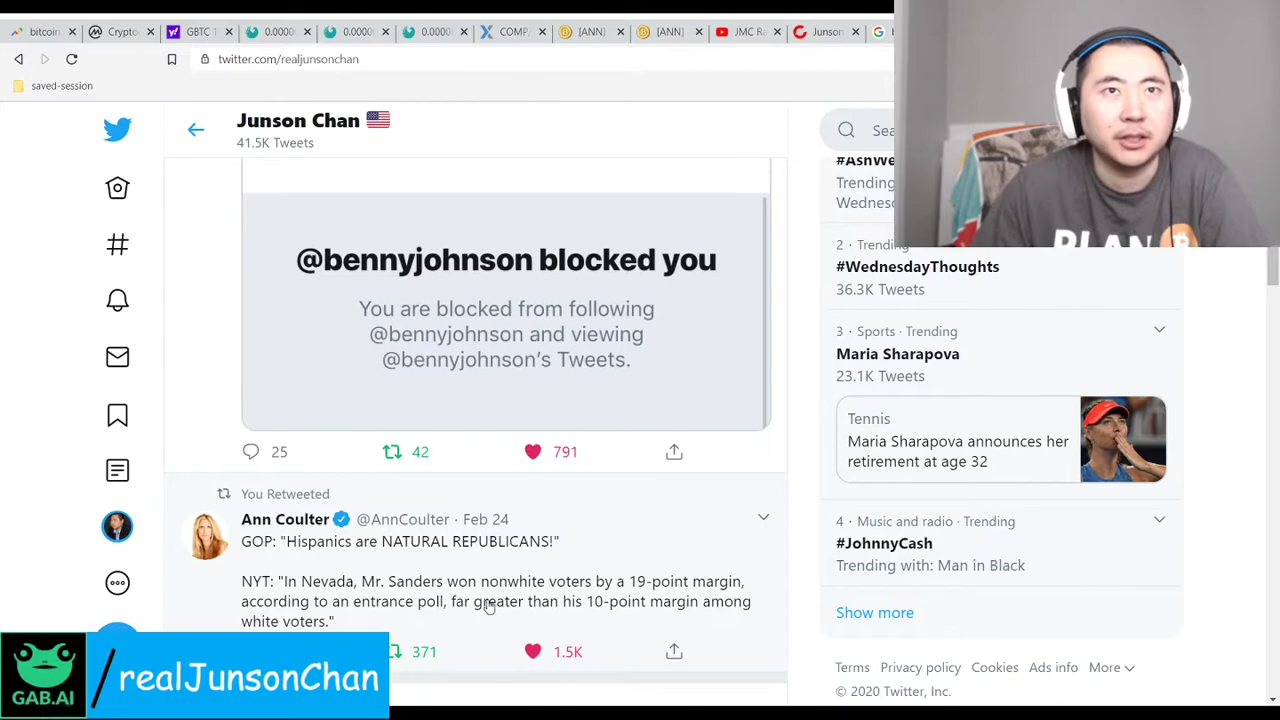 bitcoin
Crypto
GBTC 1
0.0000
0.000
0.0000
COMP.
[ANN]
[ANN]
JMC R
Junson
twitter.com/realjunsonchan
saved-session
Junson Chan
41.5K Tweets
@bennyjohnson blocked you
You are blocked from following
@bennyjohnson and viewing
@bennyjohnson's Tweets.
25 42 791
You Retweeted
Ann Coulter @AnnCoulter · Feb 24
GOP: "Hispanics are NATURAL REPUBLICANS!"
NYT: "In Nevada, Mr. Sanders won nonwhite voters by a 19-point margin,
according to an entrance poll, far greater than his 10-point margin among
white voters."
371 1.5K
Sea
#AshWe
Trending
Wednes
2 · Trending
#WednesdayThoughts
36.3K Tweets
3 · Sports · Trending
Maria Sharapova
23.1K Tweets
Tennis
Maria Sharapova announces her
retirement at age 32
4 · Music and radio · Trending
#JohnnyCash
Trending with: Man in Black
Show more
Terms Privacy policy Cookies Ads info More
© 2020 Twitter, Inc.
PLAN B
GAB.AI
/realJunsonChan